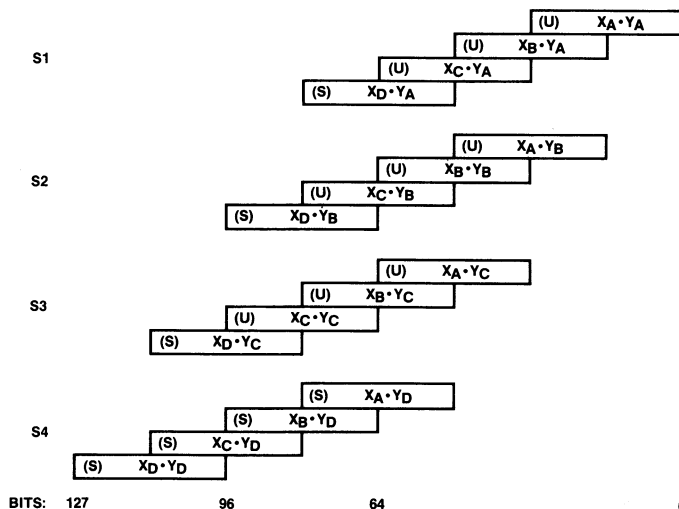 (U) XA·YA
S1
(U) XB·YA
(U) XC·YA
(S) XD·YA
(U) XA·YB
S2
(U) XB·YB
(U) XC·YB
(S) XD·YB
(U) XA·YC
S3
(U) XB·YC
(U) XC·YC
(S) XD·YC
(S) XA·YD
S4
(S) XB·YD
(S) XC·YD
(S) XD·YD
BITS: 127 96 64